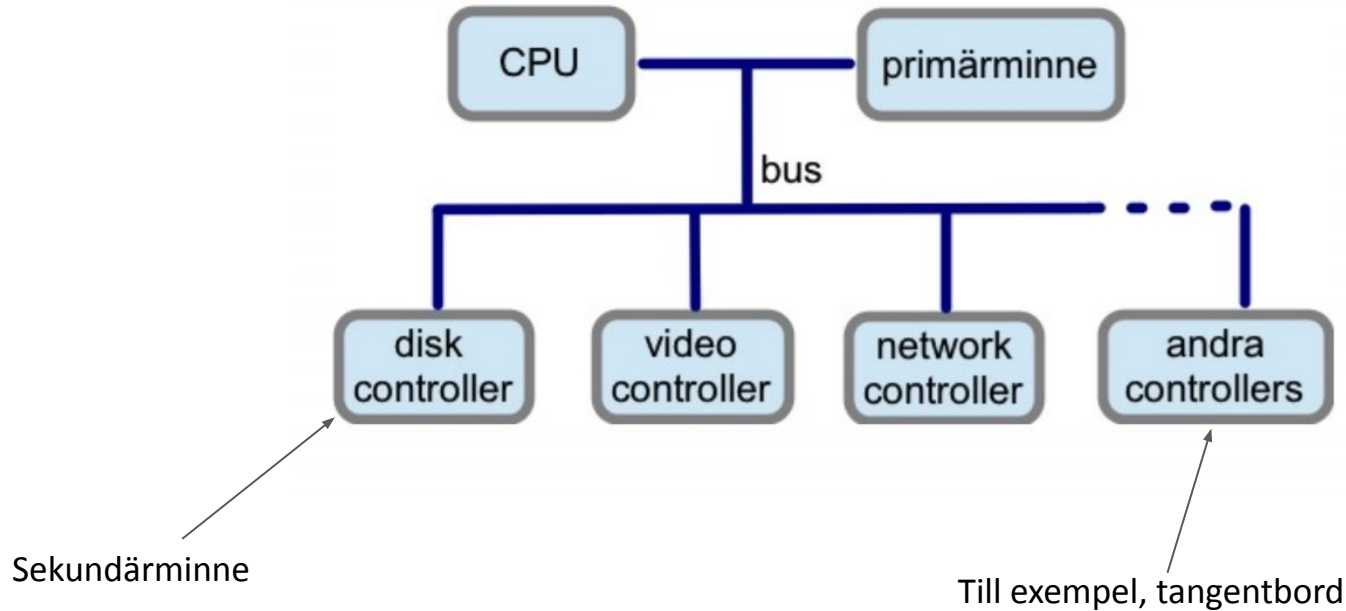 CPU
primärminne
bus
disk
controller
video
controller
network
controller
andra
controllers
Sekundärminne
Till exempel, tangentbord